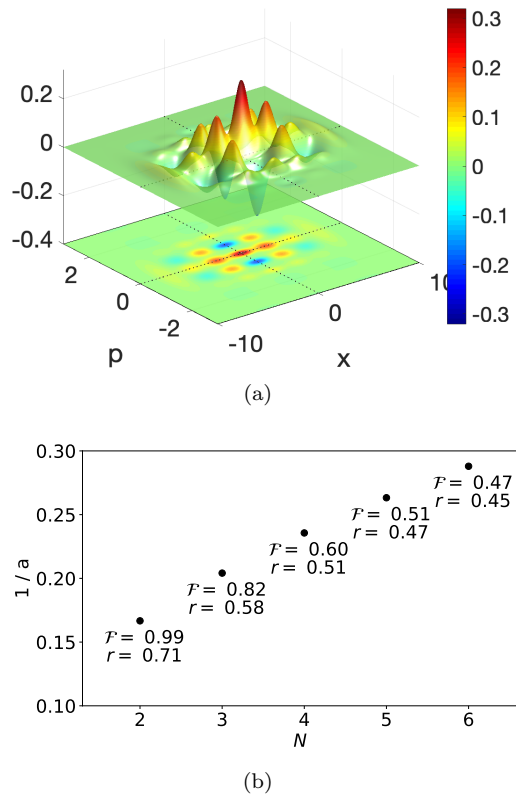 0.3
0.2
0.1
0
-0.1
-0.2
-0.3
0.2
0
-0.2
-0.4
2
0
-2
p
-10
0
10
x
(a)
0.30
0.25
0.20
0.15
0.10
1 / a
ℱ = 0.99
r = 0.71
ℱ = 0.82
r = 0.58
ℱ = 0.60
r = 0.51
ℱ = 0.51
r = 0.47
ℱ = 0.47
r = 0.45
2 3 4 5 6
N
(b)